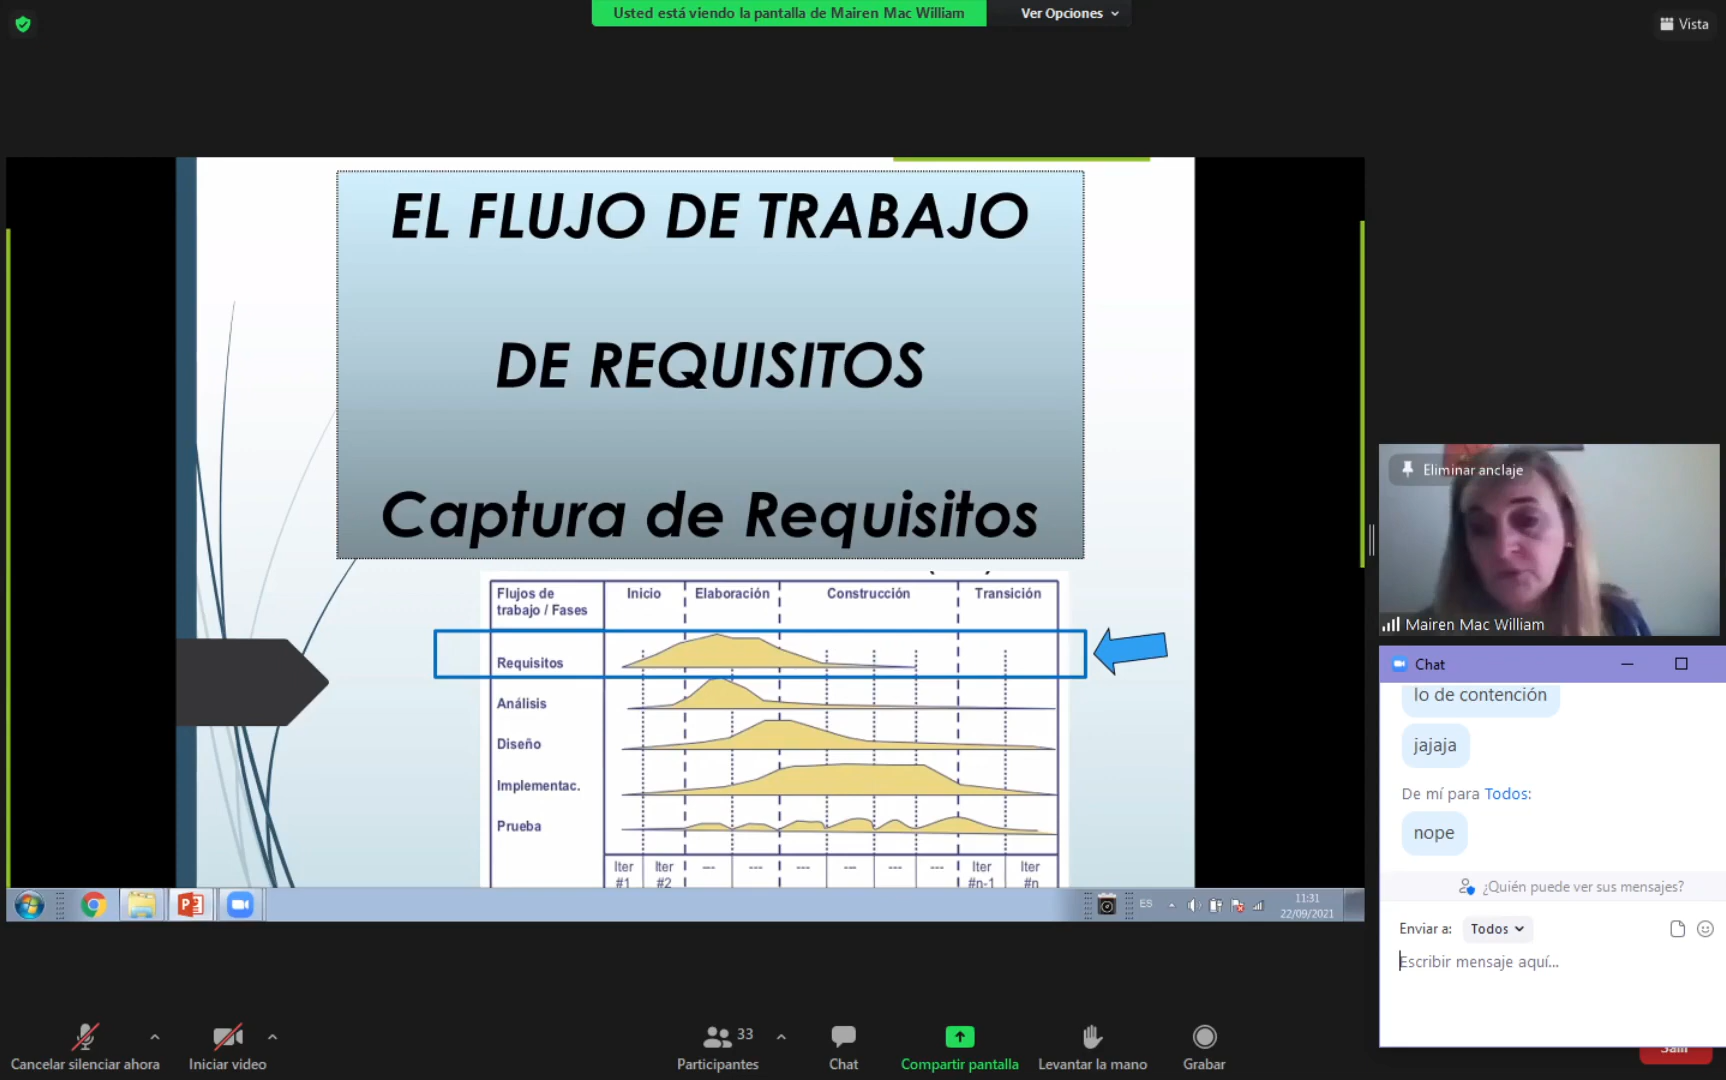 Usted está viendo la pantalla de Mairen Mac William
Ver Opciones
Vista
EL FLUJO DE TRABAJO
DE REQUISITOS
Captura de Requisitos
Flujos de trabajo / Fases
Inicio
Elaboración
Construcción
Transición
Requisitos
Análisis
Diseño
Implementac.
Prueba
Iter #1
Iter #2
---
---
---
---
---
---
Iter #n-1
Iter #n
ES
11:31
22/09/2021
Eliminar anclaje
Mairen Mac William
Chat
lo de contención
jajaja
De mí para Todos:
nope
¿Quién puede ver sus mensajes?
Enviar a: Todos
Escribir mensaje aquí...
Cancelar silenciar ahora
Iniciar video
33
Participantes
Chat
Compartir pantalla
Levantar la mano
Grabar